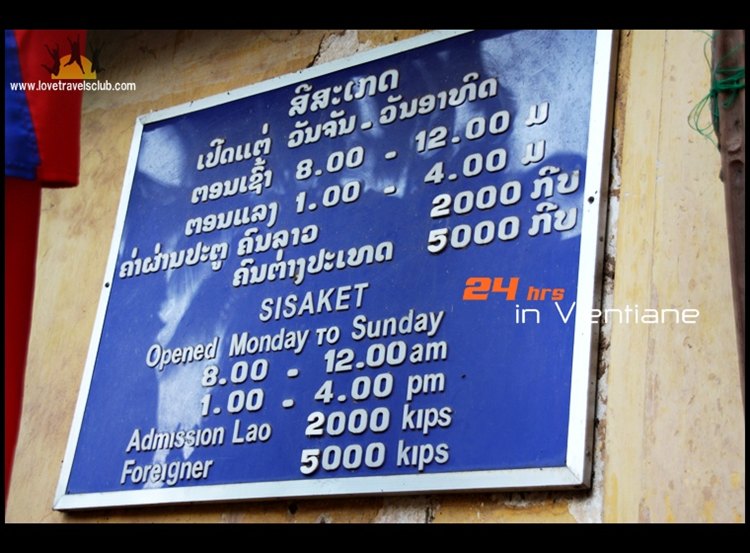 www.lovetravelsclub.com
ສີສະເກດ
ເປີດແຕ່ ວັນຈັນ - ວັນອາທິດ
ຕອນເຊົ້າ 8.00 - 12.00 ມ
ຕອນແລງ 1.00 - 4.00 ມ
ຄ່າຜ່ານປະຕູ ຄົນລາວ 2000 ກີບ
ຄົນຕ່າງປະເທດ 5000 ກີບ
SISAKET
Opened Monday To Sunday
8.00 - 12.00 am
1.00 - 4.00 pm
Admission Lao 2000 kips
Foreigner 5000 kips
24 hrs
in Vientiane